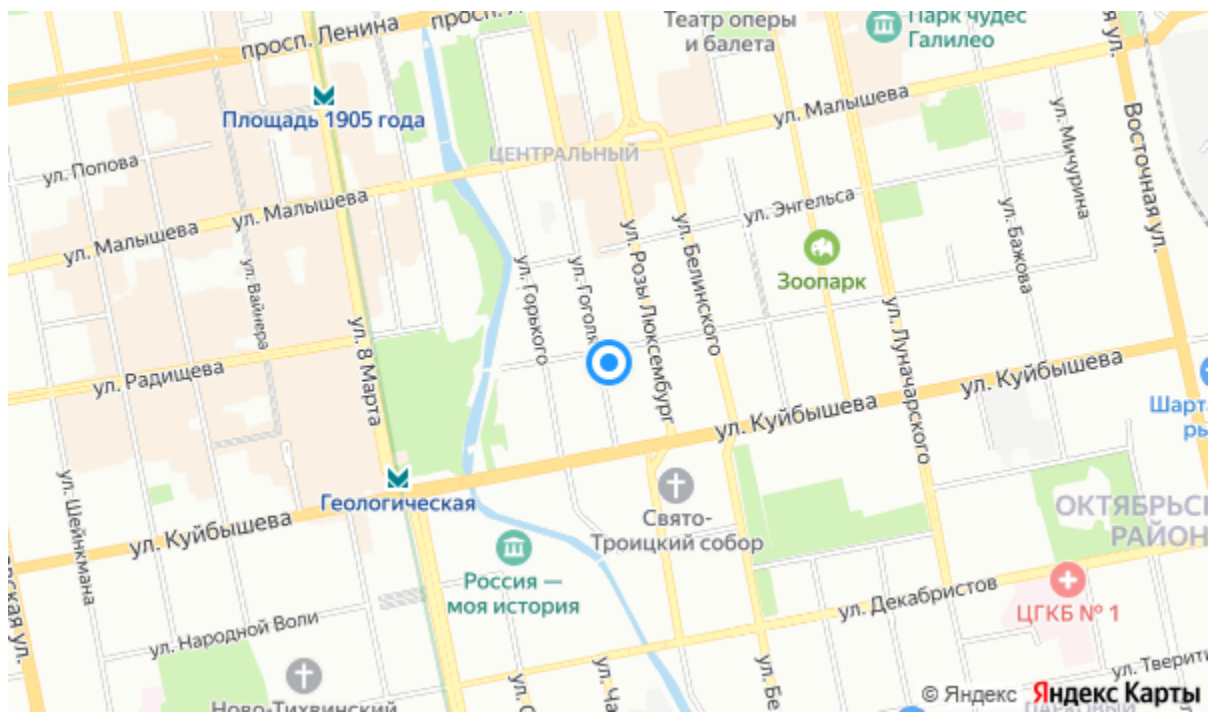 просп. Ленина
Театр оперы
и балета
Парк чудес
Галилео
Площадь 1905 года
ул. Малышева
ул. Попова
ЦЕНТРАЛЬНЫЙ
ул. Мичурина
Восточная ул.
ул. Малышева
ул. Малышева
ул. Энгельса
ул. Бажова
ул. Вайнера
ул. Горького
ул. Гоголя
ул. Розы Люксембург
ул. Белинского
Зоопарк
ул. Луначарского
ул. 8 Марта
ул. Радищева
ул. Куйбышева
ул. Куйбышева
Геологическая
ул. Шейнкмана
ул. Куйбышева
Свято-
Троицкий собор
Россия —
моя история
ул. Декабристов
ЦГКБ № 1
ул. Народной Воли
© Яндекс Яндекс Карты